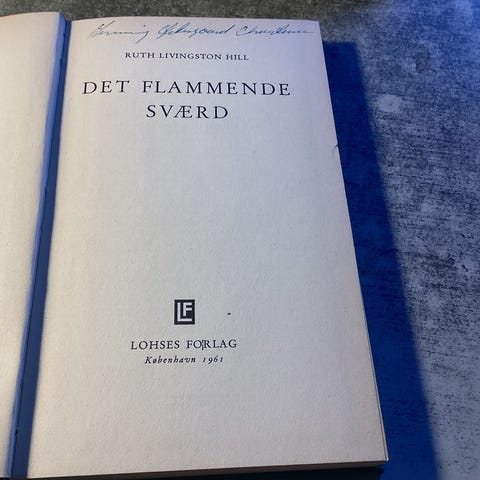 RUTH LIVINGSTON HILL
DET FLAMMENDE
SVÆRD
LF
LOHSES FORLAG
København 1961